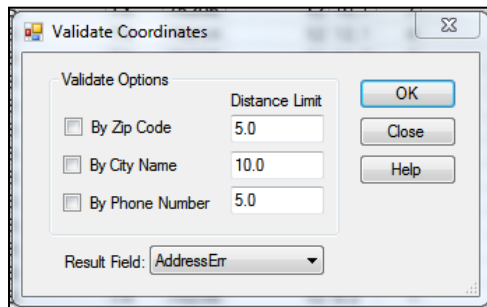 Validate Coordinates
Validate Options
Distance Limit
By Zip Code 5.0
By City Name 10.0
By Phone Number 5.0
OK
Close
Help
Result Field: AddressErr